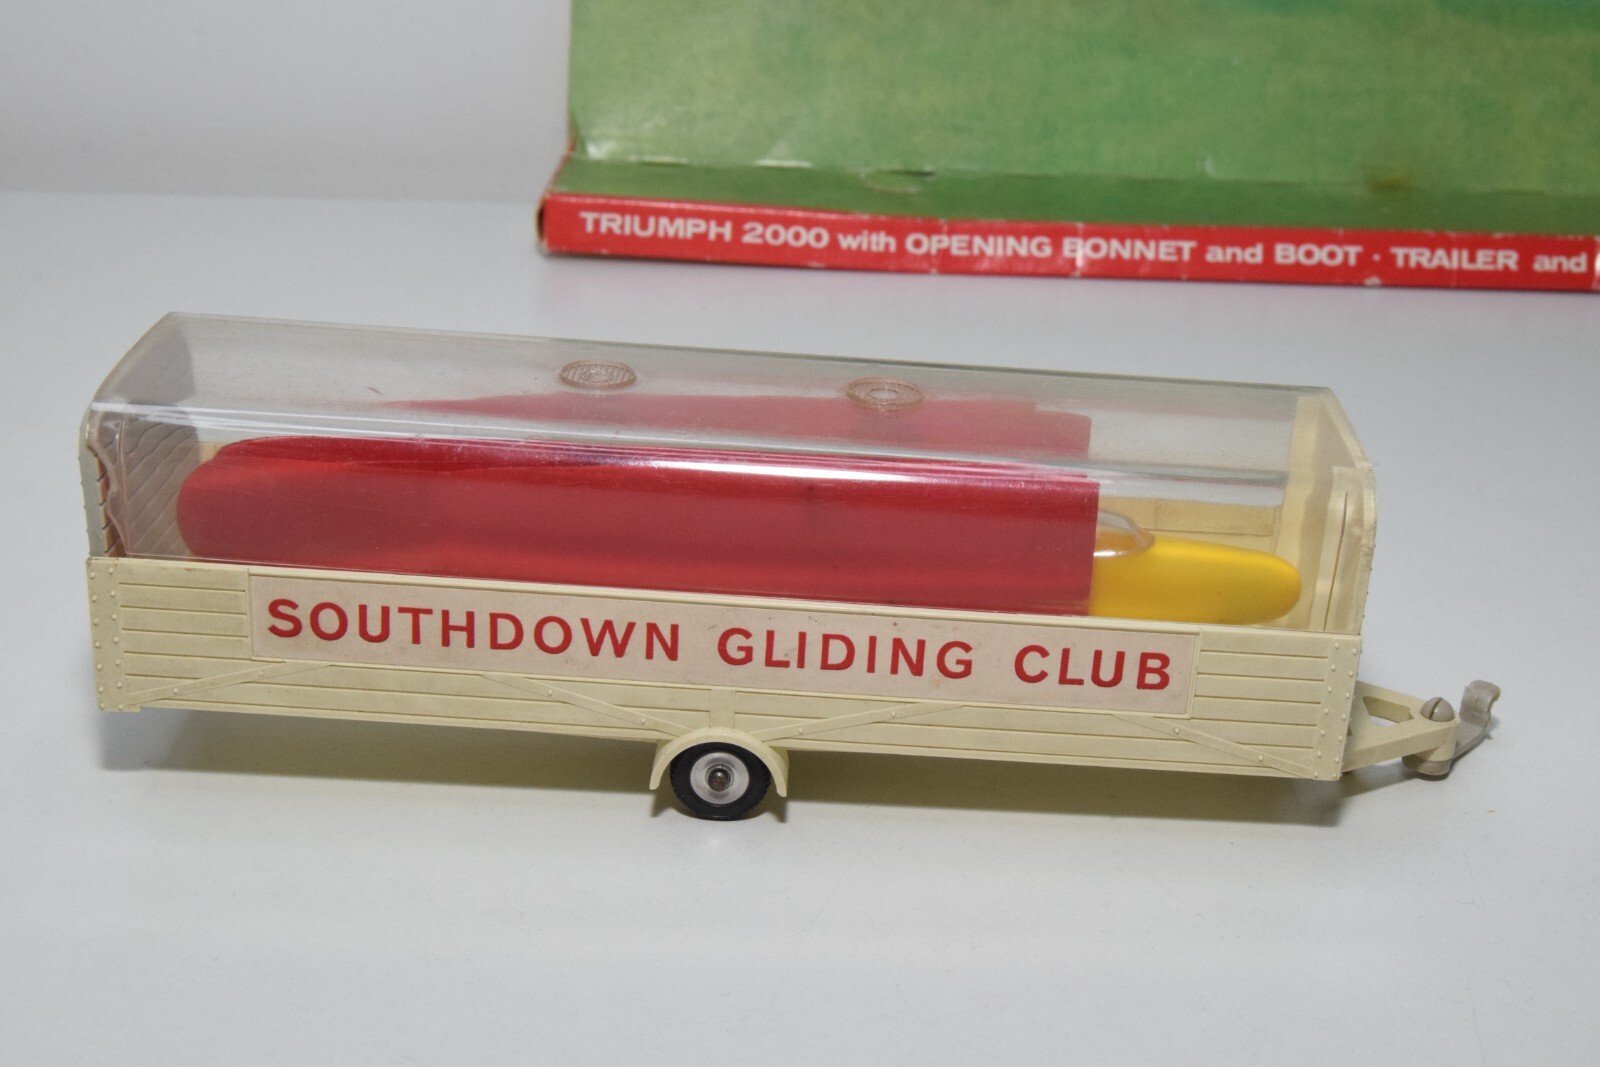 TRIUMPH 2000 with OPENING BONNET and BOOT · TRAILER and
SOUTHDOWN GLIDING CLUB